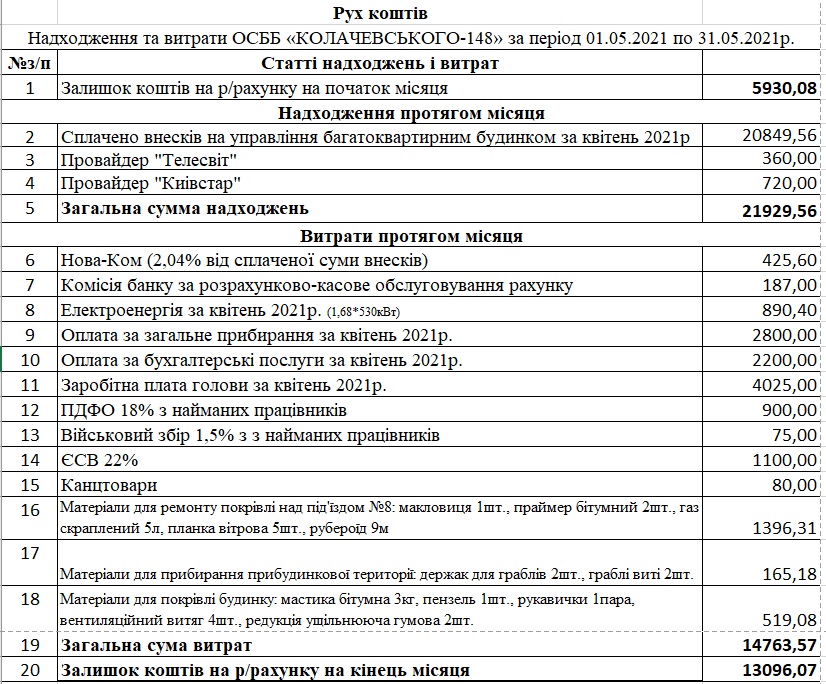 Рух коштів
Надходження та витрати ОСББ «КОЛАЧЕВСЬКОГО-148» за період 01.05.2021 по 31.05.2021р.
№з/п Статті надходжень і витрат
1 Залишок коштів на р/рахунку на початок місяця 5930,08
Надходження протягом місяця
2 Сплачено внесків на управління багатоквартирним будинком за квітень 2021р 20849,56
3 Провайдер "Телесвіт" 360,00
4 Провайдер "Київстар" 720,00
5 Загальна сумма надходжень 21929,56
Витрати протягом місяця
6 Нова-Ком (2,04% від сплаченої суми внесків) 425,60
7 Комісія банку за розрахунково-касове обслуговування рахунку 187,00
8 Електроенергія за квітень 2021р. (1,68*530кВт) 890,40
9 Оплата за загальне прибирання за квітень 2021р. 2800,00
10 Оплата за бухгалтерські послуги за квітень 2021р. 2200,00
11 Заробітна плата голови за квітень 2021р. 4025,00
12 ПДФО 18% з найманих працівників 900,00
13 Військовий збір 1,5% з з найманих працівників 75,00
14 ЄСВ 22% 1100,00
15 Канцтовари 80,00
16 Матеріали для ремонту покрівлі над під'їздом №8: макловиця 1шт., праймер бітумний 2шт., газ
скраплений 5л, планка вітрова 5шт., рубероїд 9м 1396,31
17 Матеріали для прибирання прибудинкової території: держак для граблів 2шт., граблі виті 2шт. 165,18
18 Матеріали для покрівлі будинку: мастика бітумна 3кг, пензель 1шт., рукавички 1пара,
вентиляційний витяг 4шт., редукція ущільнююча гумова 2шт. 519,08
19 Загальна сума витрат 14763,57
20 Залишок коштів на р/рахунку на кінець місяця 13096,07